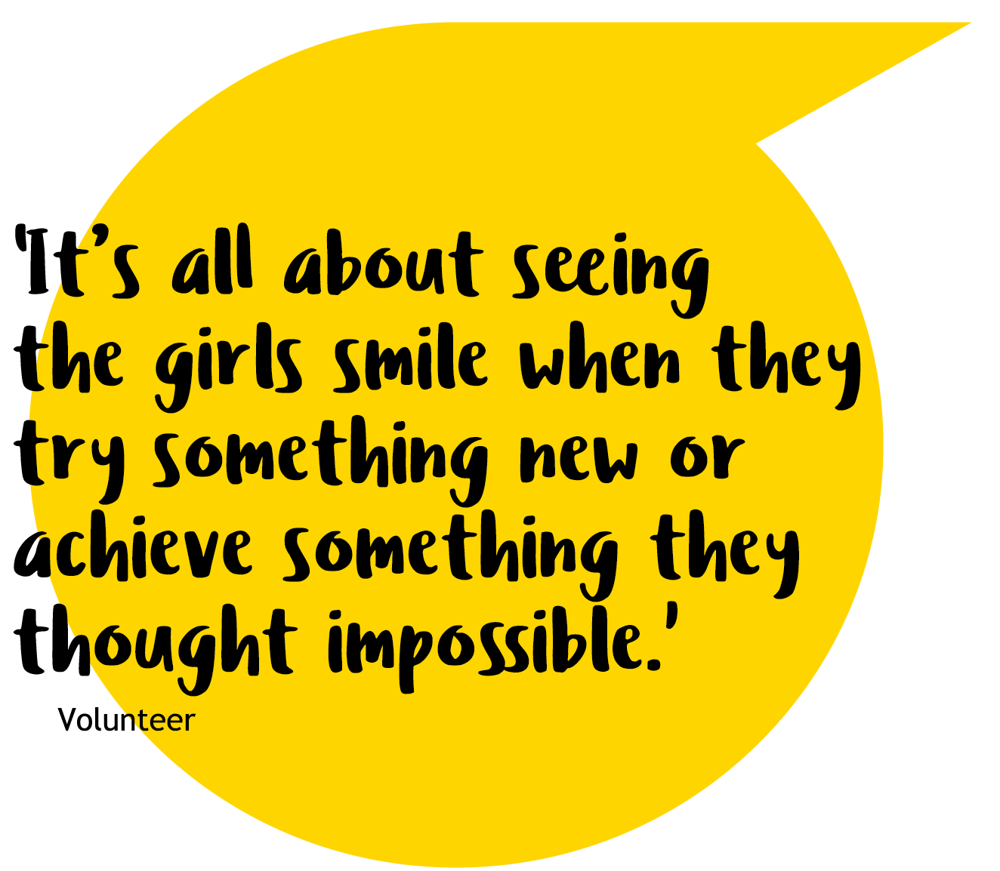 ‘It’s all about seeing
the girls smile when they
try something new or
achieve something they
thought impossible.’
Volunteer